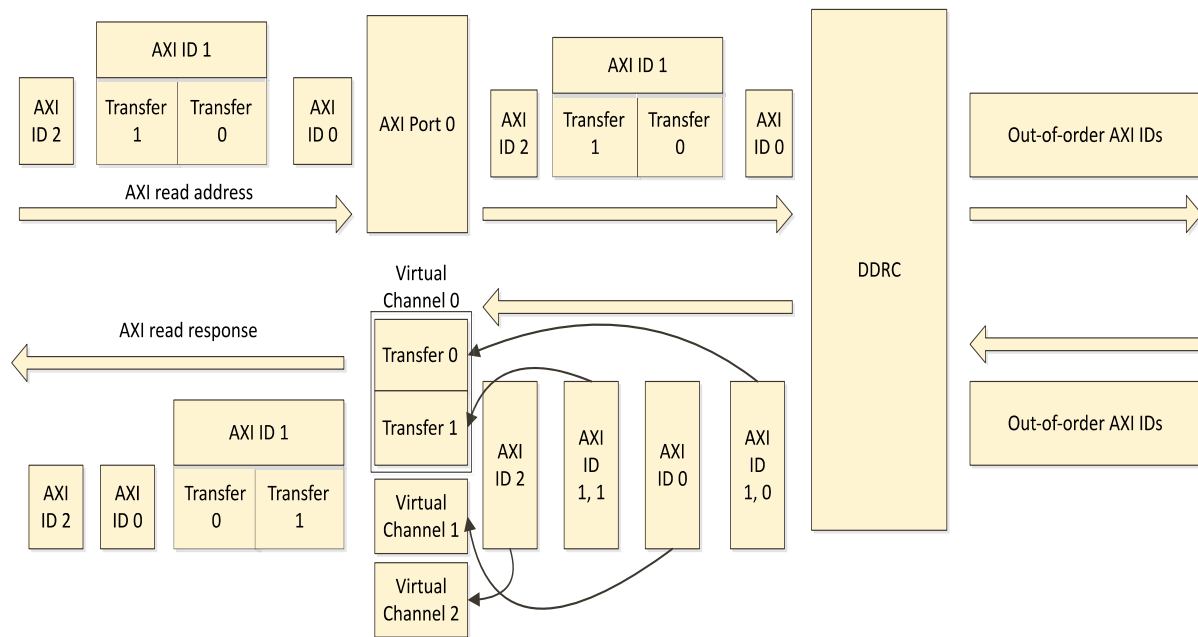 AXI ID 1
AXI
ID 2
Transfer
1
Transfer
0
AXI
ID 0
AXI read address
AXI Port 0
AXI ID 1
AXI
ID 2
Transfer
1
Transfer
0
AXI
ID 0
DDRC
Out-of-order AXI IDs
Virtual
Channel 0
AXI read response
Transfer 0
Transfer 1
AXI ID 1
AXI
ID 2
AXI
ID 0
Transfer
0
Transfer
1
Virtual
Channel 1
Virtual
Channel 2
AXI
ID 2
AXI
ID
1, 1
AXI
ID 0
AXI
ID
1, 0
Out-of-order AXI IDs